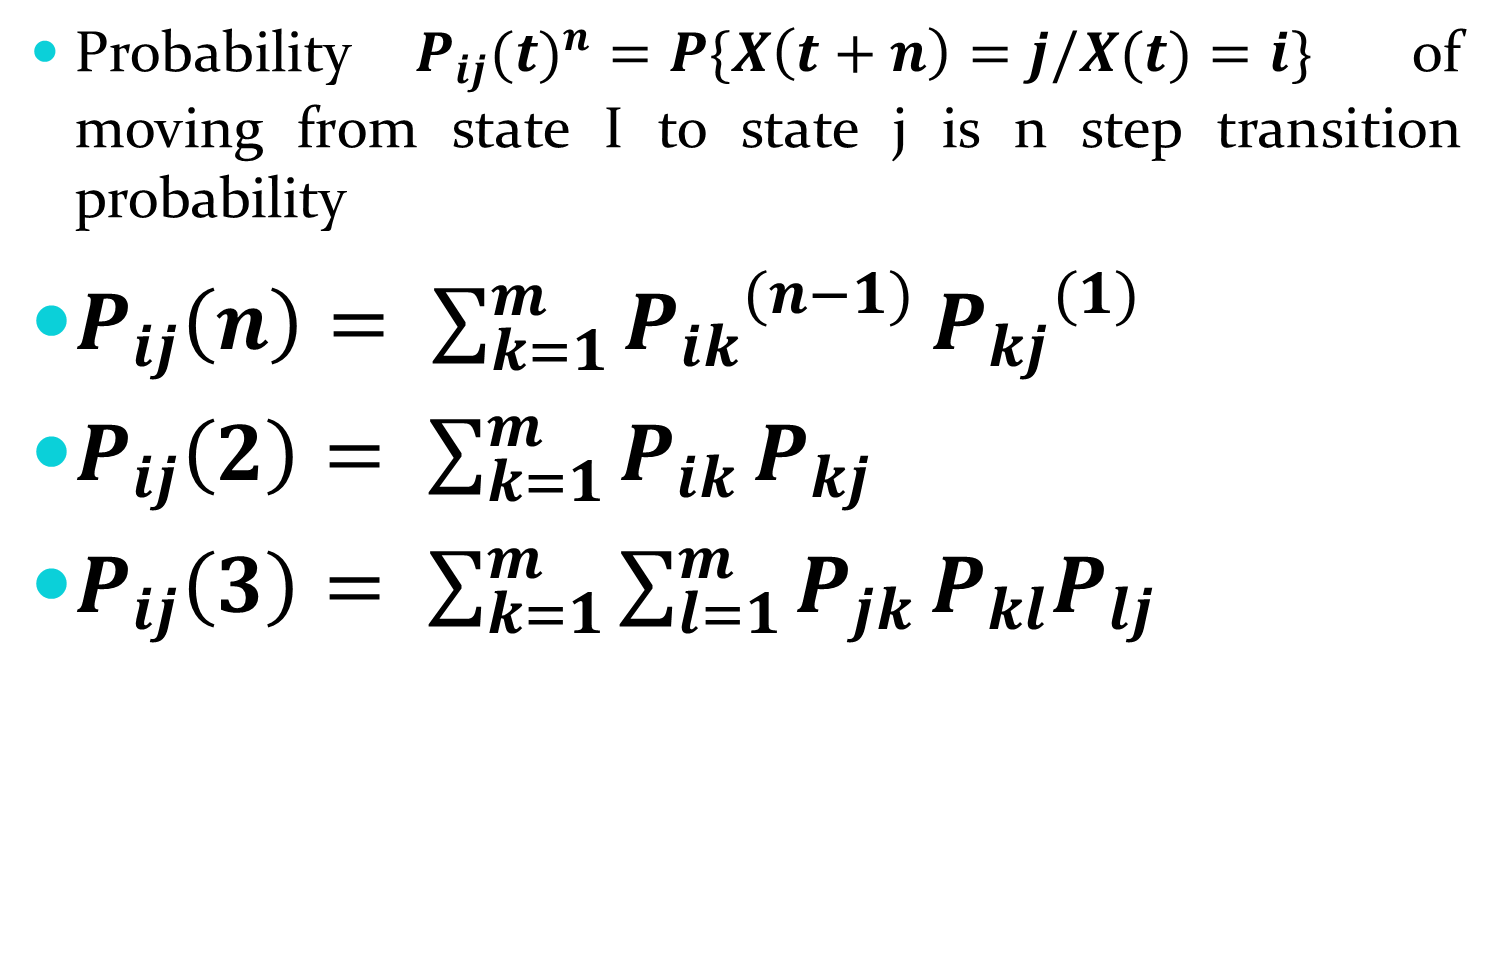 • Probability P_{ij}(t)^n = P{X(t + n) = j/X(t) = i} of
moving from state I to state j is n step transition
probability
• P_{ij}(n) = ∑_{k=1}^{m} P_{ik}^{(n−1)} P_{kj}^{(1)}
• P_{ij}(2) = ∑_{k=1}^{m} P_{ik} P_{kj}
• P_{ij}(3) = ∑_{k=1}^{m} ∑_{l=1}^{m} P_{jk} P_{kl} P_{lj}